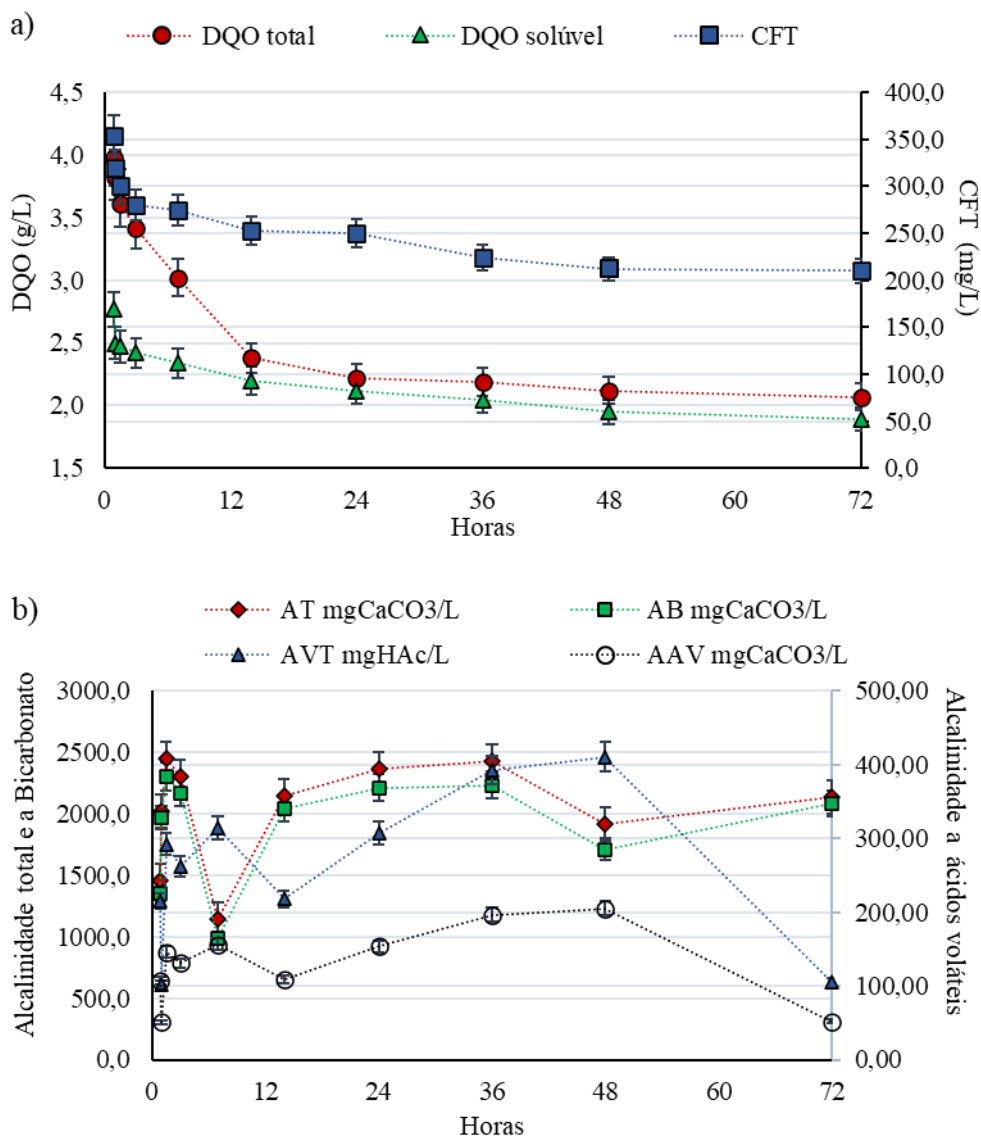 a)
DQO total DQO solúvel CFT
4,5
4,0
3,5
3,0
2,5
2,0
1,5
DQO (g/L)
400,0
350,0
300,0
250,0
200,0
150,0
100,0
50,0
0,0
CFT (mg/L)
0 12 24 36 48 60 72
Horas
b)
AT mgCaCO3/L AB mgCaCO3/L
AVT mgHAc/L AAV mgCaCO3/L
3000,0
2500,0
2000,0
1500,0
1000,0
500,0
0,0
Alcalinidade total e a Bicarbonato
500,00
400,00
300,00
200,00
100,00
0,00
Alcalinidade a ácidos voláteis
0 12 24 36 48 60 72
Horas